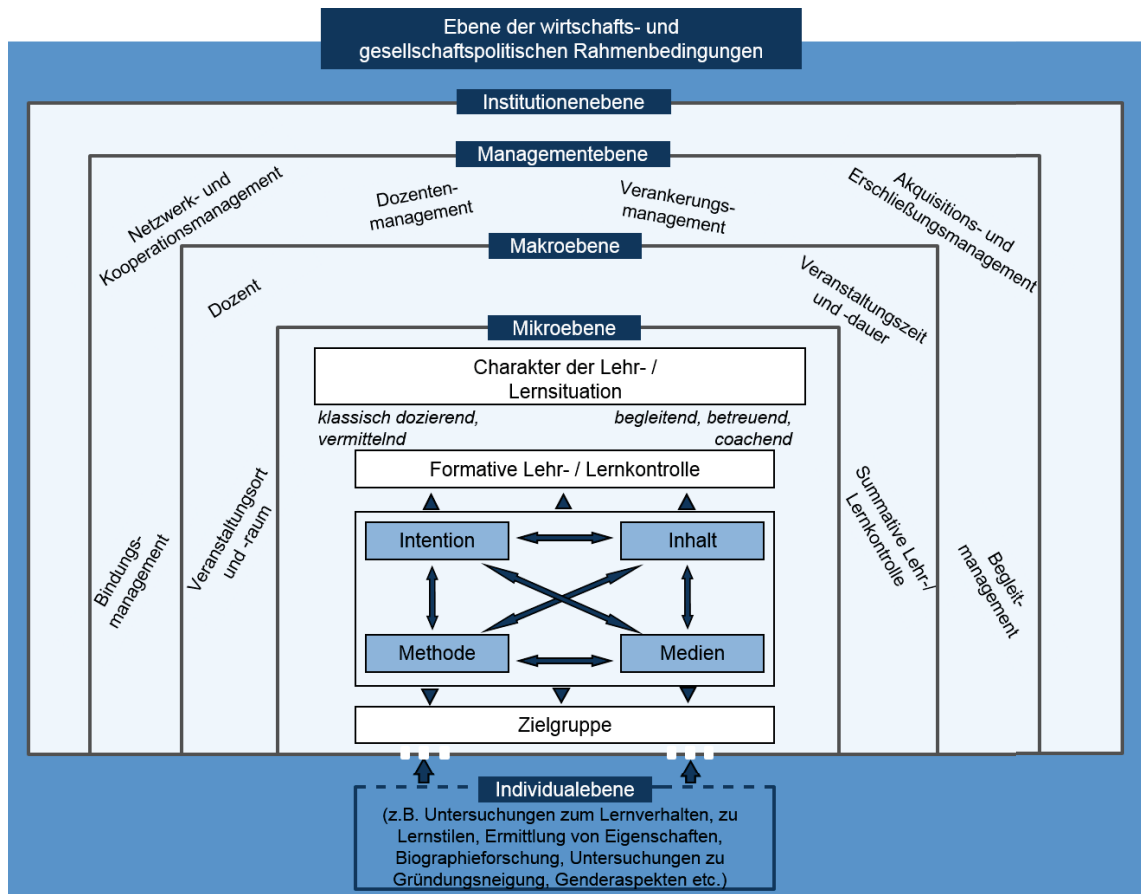 Ebene der wirtschafts- und
gesellschaftspolitischen Rahmenbedingungen
Institutionenebene
Managementebene
Netzwerk- und
Kooperationsmanagement
Dozenten-
management
Verankerungs-
management
Akquisitions- und
Erschließungsmanagement
Makroebene
Dozent
Veranstaltungszeit
und -dauer
Mikroebene
Charakter der Lehr- /
Lernsituation
klassisch dozierend,
vermittelnd
begleitend, betreuend,
coachend
Formative Lehr- / Lernkontrolle
Bindungs-
management
Veranstaltungsort
und -raum
Intention
Inhalt
Methode
Medien
Summative Lehr-/
Lernkontrolle
Begleit-
management
Zielgruppe
Individualebene
(z.B. Untersuchungen zum Lernverhalten, zu
Lernstilen, Ermittlung von Eigenschaften,
Biographieforschung, Untersuchungen zu
Gründungsneigung, Genderaspekten etc.)